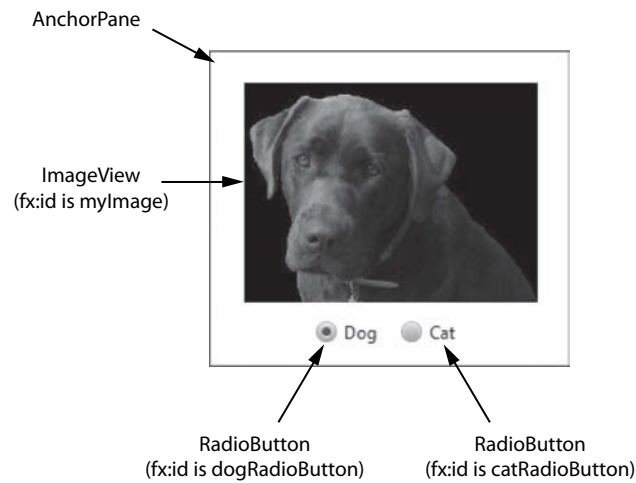 AnchorPane
ImageView
(fx:id is myImage)
Dog
Cat
RadioButton
(fx:id is dogRadioButton)
RadioButton
(fx:id is catRadioButton)